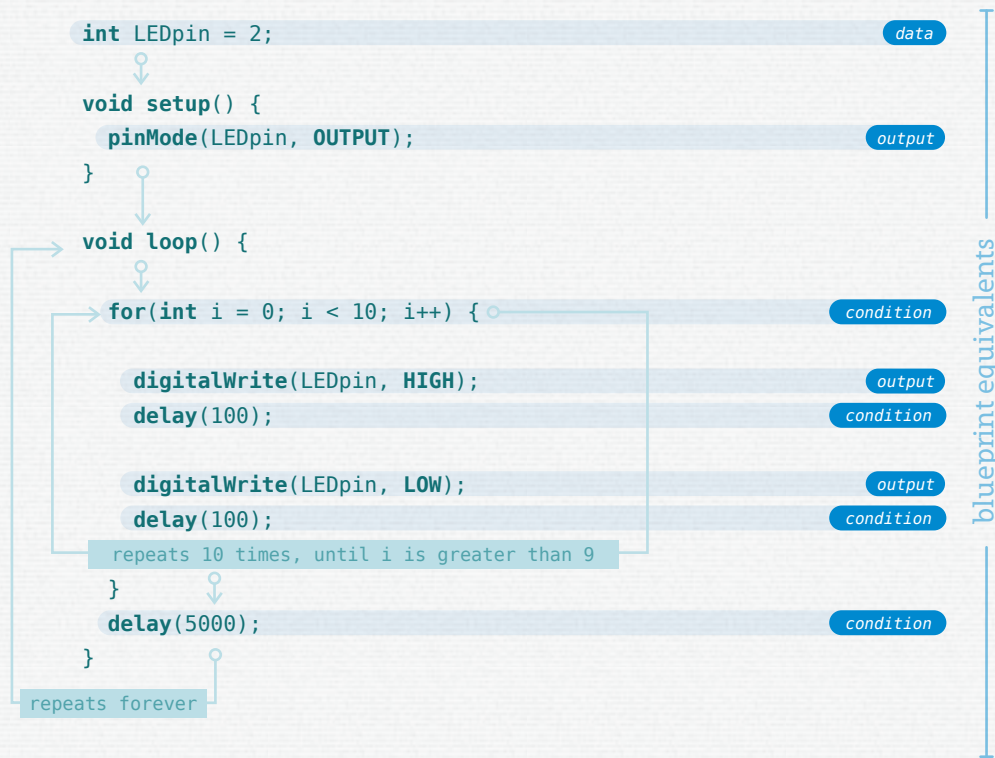 int LEDpin = 2; data
void setup() {
pinMode(LEDpin, OUTPUT); output
}
void loop() {
for(int i = 0; i < 10; i++) { condition
digitalWrite(LEDpin, HIGH); output
delay(100); condition
digitalWrite(LEDpin, LOW); output
delay(100); condition
repeats 10 times, until i is greater than 9
}
delay(5000); condition
}
repeats forever
blueprint equivalents